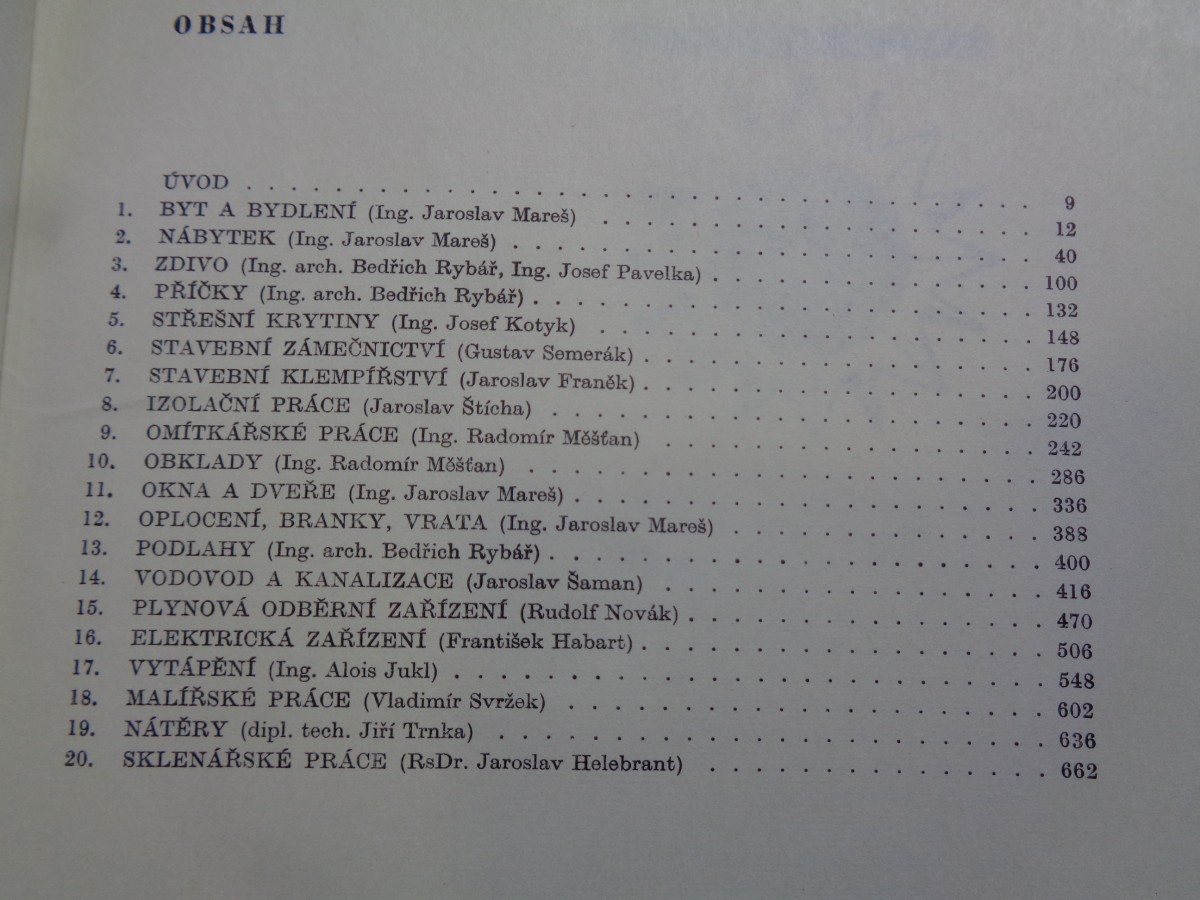 OBSAH
ÚVOD . . . . . . . . . . . . . . . . . . . . . . . . . . . 9
1. BYT A BYDLENÍ (Ing. Jaroslav Mareš) . . . . . . . . . . . . . . . 12
2. NÁBYTEK (Ing. Jaroslav Mareš) . . . . . . . . . . . . . . . . . . 40
3. ZDIVO (Ing. arch. Bedřich Rybář, Ing. Josef Pavelka) . . . . . . . . . . . 100
4. PŘÍČKY (Ing. arch. Bedřich Rybář) . . . . . . . . . . . . . . . . . 132
5. STŘEŠNÍ KRYTINY (Ing. Josef Kotyk) . . . . . . . . . . . . . . . 148
6. STAVEBNÍ ZÁMEČNICTVÍ (Gustav Semerák) . . . . . . . . . . . . . 176
7. STAVEBNÍ KLEMPÍŘSTVÍ (Jaroslav Franěk) . . . . . . . . . . . . . 200
8. IZOLAČNÍ PRÁCE (Jaroslav Štícha) . . . . . . . . . . . . . . . . 220
9. OMÍTKÁŘSKÉ PRÁCE (Ing. Radomír Měšťan) . . . . . . . . . . . . . 242
10. OBKLADY (Ing. Radomír Měšťan) . . . . . . . . . . . . . . . . . 286
11. OKNA A DVEŘE (Ing. Jaroslav Mareš) . . . . . . . . . . . . . . . . 336
12. OPLOCENÍ, BRANKY, VRATA (Ing. Jaroslav Mareš) . . . . . . . . . . . 388
13. PODLAHY (Ing. arch. Bedřich Rybář) . . . . . . . . . . . . . . . . . 400
14. VODOVOD A KANALIZACE (Jaroslav Šaman) . . . . . . . . . . . . . 416
15. PLYNOVÁ ODBĚRNÍ ZAŘÍZENÍ (Rudolf Novák) . . . . . . . . . . . . 470
16. ELEKTRICKÁ ZAŘÍZENÍ (František Habart) . . . . . . . . . . . . . . 506
17. VYTÁPĚNÍ (Ing. Alois Jukl) . . . . . . . . . . . . . . . . . . . . 548
18. MALÍŘSKÉ PRÁCE (Vladimír Svržek) . . . . . . . . . . . . . . . . 602
19. NÁTĚRY (dipl. tech. Jiří Trnka) . . . . . . . . . . . . . . . . . . . 636
20. SKLENÁŘSKÉ PRÁCE (RsDr. Jaroslav Helebrant) . . . . . . . . . . . . 662